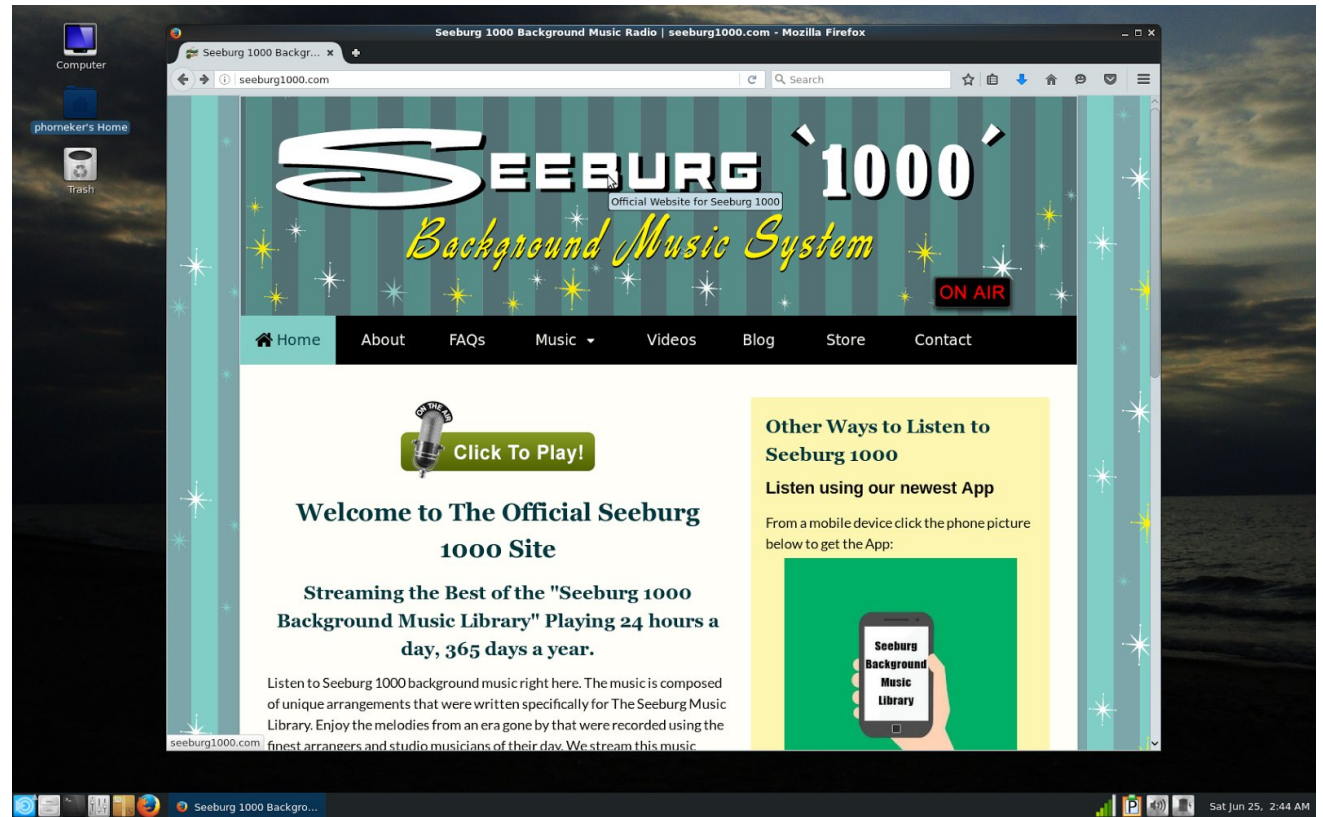 Computer
phorneker's Home
Trash
Seeburg 1000 Background Music Radio | seeburg1000.com - Mozilla Firefox
Seeburg 1000 Backgr...
seeburg1000.com
Search
SEEBURG `1000´
Official Website for Seeburg 1000
Background Music System
ON AIR
Home About FAQs Music Videos Blog Store Contact
ON THE AIR
Click To Play!
Welcome to The Official Seeburg
1000 Site
Streaming the Best of the "Seeburg 1000
Background Music Library" Playing 24 hours a
day, 365 days a year.
Listen to Seeburg 1000 background music right here. The music is composed
of unique arrangements that were written specifically for The Seeburg Music
Library. Enjoy the melodies from an era gone by that were recorded using the
finest arrangers and studio musicians of their day. We stream this music
Other Ways to Listen to
Seeburg 1000
Listen using our newest App
From a mobile device click the phone picture
below to get the App:
Seeburg
Background
Music
Library
seeburg1000.com
Seeburg 1000 Backgro...
P
Sat Jun 25, 2:44 AM